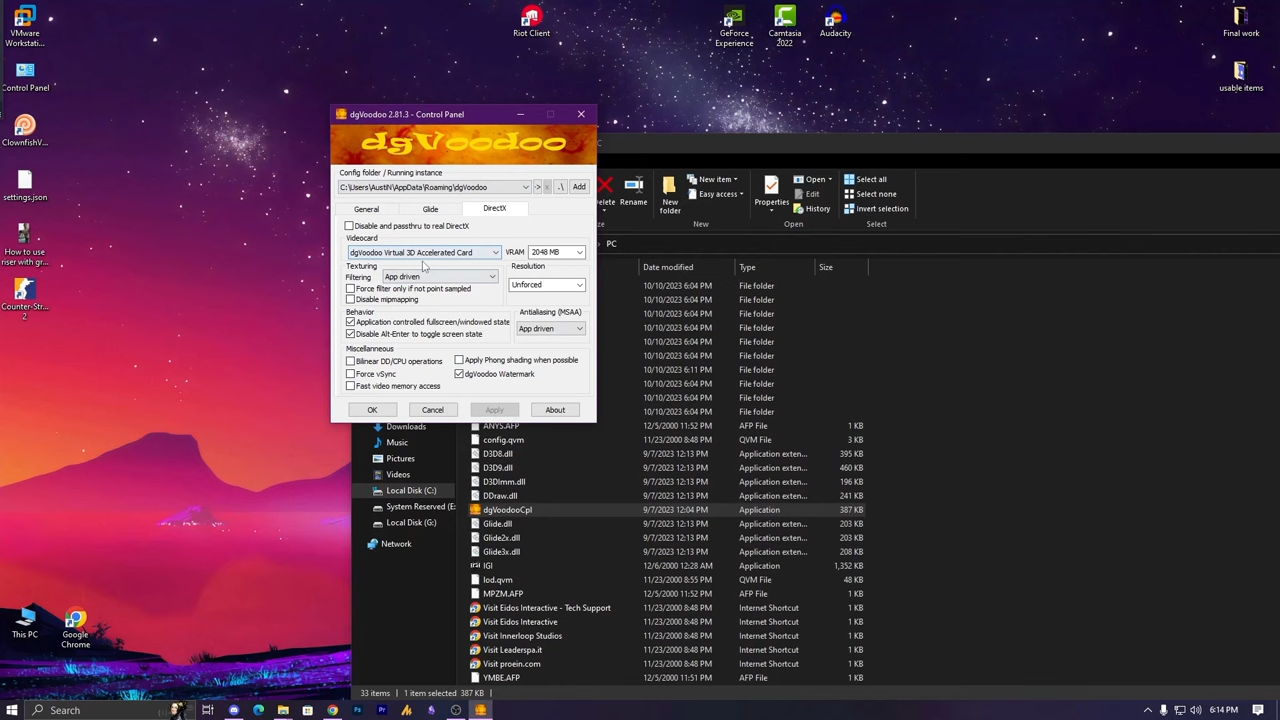 VMware
Workstati...
Control Panel
ClownfishV...
settings.json
How to use
riser with gr...
Counter-Str...
2
This PC
Google
Chrome
Riot Client
GeForce
Experience
Camtasia
2022
Audacity
Final work
usable items
dgVoodoo 2.81.3 - Control Panel
dgVoodoo
Config folder / Running instance
C:\Users\AustiN\AppData\Roaming\dgVoodoo
->
.\
Add
General
Glide
DirectX
Disable and passthru to real DirectX
Videocard
dgVoodoo Virtual 3D Accelerated Card
VRAM
2048 MB
Texturing
Filtering
App driven
Force filter only if not point sampled
Disable mipmapping
Resolution
Unforced
Behavior
Application controlled fullscreen/windowed state
Disable Alt-Enter to toggle screen state
Antialiasing (MSAA)
App driven
Miscellaneous
Bilinear DD/CPU operations
Force vSync
Fast video memory access
Apply Phong shading when possible
dgVoodoo Watermark
OK
Cancel
Apply
About
Delete
Rename
New
folder
New item
Easy access
New
Properties
Open
Edit
History
Open
Select all
Select none
Invert selection
Select
PC
Date modified
Type
Size
10/10/2023 6:04 PM File folder
10/10/2023 6:04 PM File folder
10/10/2023 6:04 PM File folder
10/10/2023 6:04 PM File folder
10/10/2023 6:04 PM File folder
10/10/2023 6:04 PM File folder
10/10/2023 6:11 PM File folder
10/10/2023 6:04 PM File folder
10/10/2023 6:04 PM File folder
10/10/2023 6:04 PM File folder
ANYS.AFP 12/5/2000 11:52 PM AFP File 1 KB
config.qvm 11/23/2000 8:48 PM QVM File 3 KB
D3D8.dll 9/7/2023 12:13 PM Application exten... 395 KB
D3D9.dll 9/7/2023 12:13 PM Application exten... 460 KB
D3DImm.dll 9/7/2023 12:13 PM Application exten... 196 KB
DDraw.dll 9/7/2023 12:13 PM Application exten... 241 KB
dgVoodooCpl 9/7/2023 12:04 PM Application 387 KB
Glide.dll 9/7/2023 12:13 PM Application exten... 203 KB
Glide2x.dll 9/7/2023 12:13 PM Application exten... 203 KB
Glide3x.dll 9/7/2023 12:13 PM Application exten... 208 KB
IGI 12/6/2000 12:28 AM Application 1,352 KB
lod.qvm 11/23/2000 8:55 PM QVM File 48 KB
MPZM.AFP 12/5/2000 11:52 PM AFP File 1 KB
Visit Eidos Interactive - Tech Support 11/23/2000 8:48 PM Internet Shortcut 1 KB
Visit Eidos Interactive 11/23/2000 8:48 PM Internet Shortcut 1 KB
Visit Innerloop Studios 11/23/2000 8:48 PM Internet Shortcut 1 KB
Visit Leaderspa.it 11/23/2000 8:48 PM Internet Shortcut 1 KB
Visit proein.com 11/23/2000 8:48 PM Internet Shortcut 1 KB
YMBE.AFP 12/5/2000 11:52 PM AFP File 1 KB
Downloads
Music
Pictures
Videos
Local Disk (C:)
System Reserved (E:
Local Disk (G:)
Network
33 items
1 item selected 387 KB
Search
6:14 PM